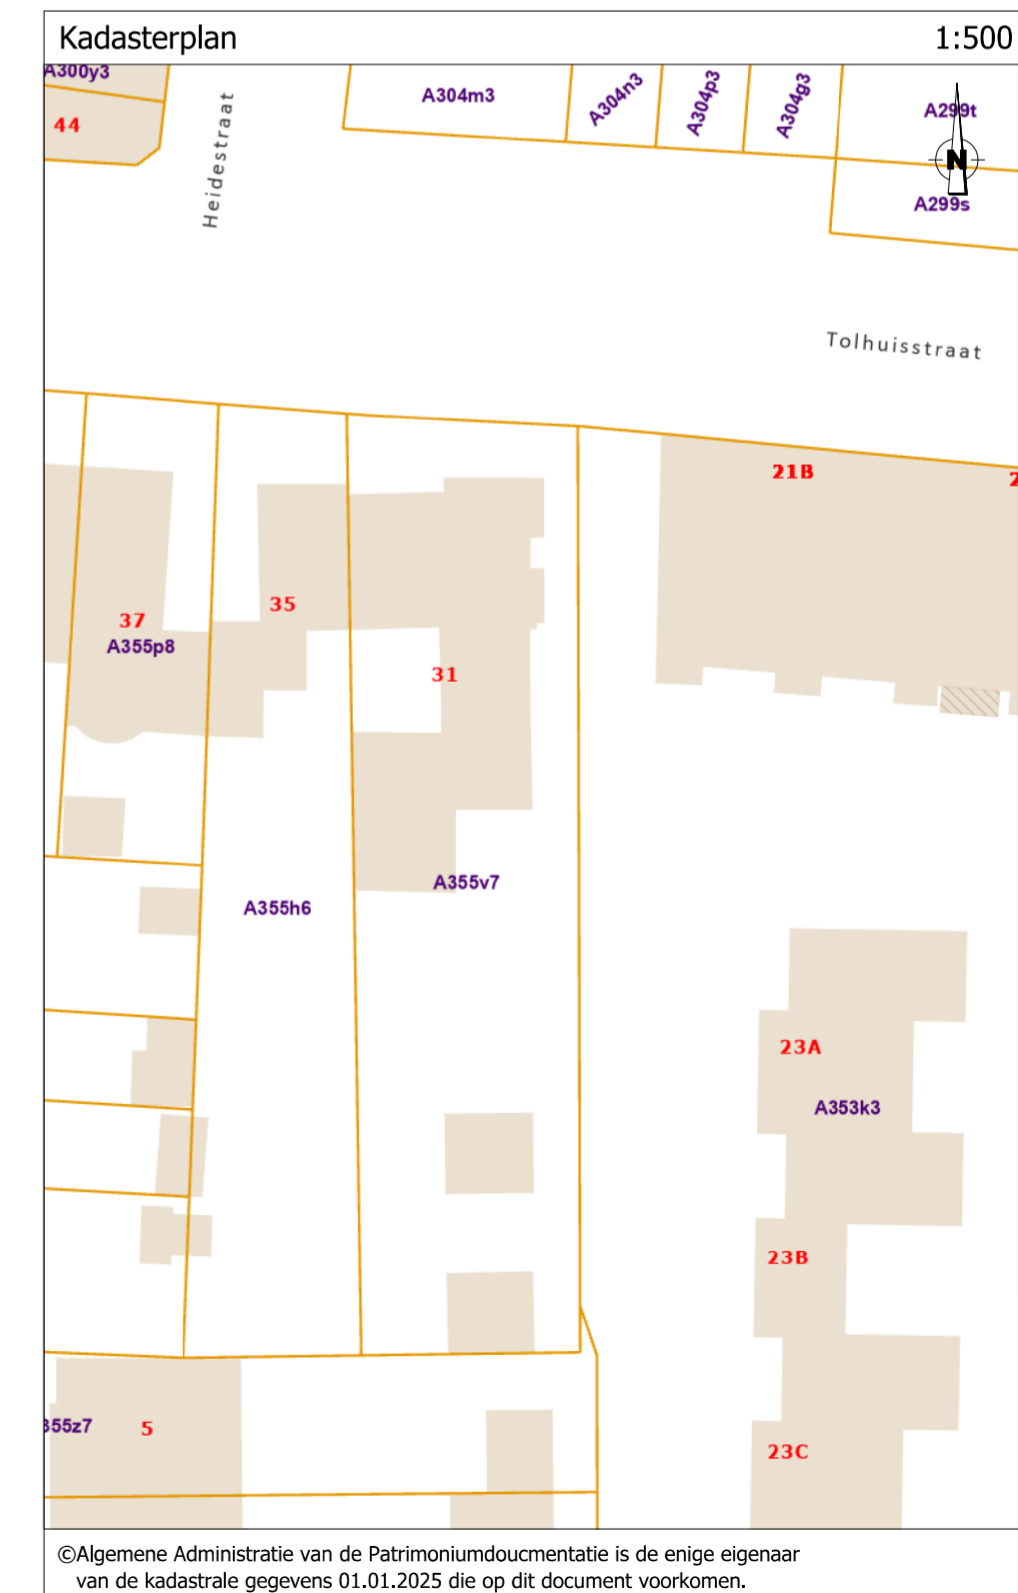 Kadasterplan 1:500
A300y3
44
Heidestraat
A304m3
A304n3
A304p3
A304g3
A299t
N
A299s
Tolhuisstraat
21B
2
37
A355p8
35
31
A355h6
A355v7
23A
A353k3
23B
355z7
5
23C
©Algemene Administratie van de Patrimoniumdoucmentatie is de enige eigenaar
van de kadastrale gegevens 01.01.2025 die op dit document voorkomen.